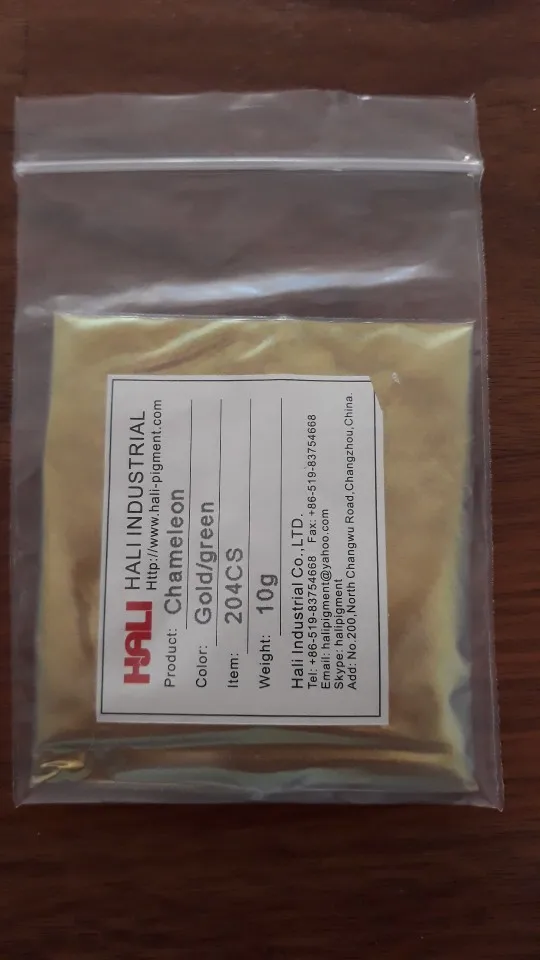 HALI HALI INDUSTRIAL
Http://www.hali-pigment.com
Product: Chameleon
Color: Gold/green
Item: 204CS
Weight: 10g
Hali Industrial Co.,LTD.
Tel: +86-519-83754668 Fax: +86-519-83754668
Email: halipigment@yahoo.com
Skype: halipigment
Add: No:200,North Changwu Road,Changzhou,China.